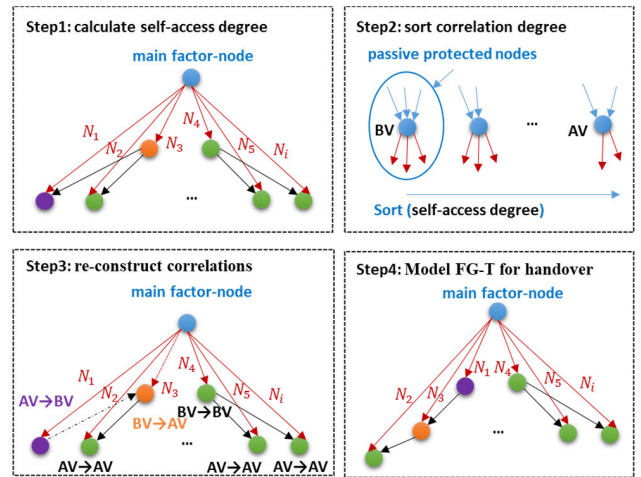 Step1: calculate self-access degree
main factor-node
N1
N2
N3
N4
N5
Ni
...
Step2: sort correlation degree
passive protected nodes
BV
...
AV
Sort (self-access degree)
Step3: re-construct correlations
main factor-node
N1
N2
N3
N4
N5
Ni
AV→BV
BV→AV
BV→BV
...
AV→AV
AV→AV
AV→AV
Step4: Model FG-T for handover
main factor-node
N2
N3
N1
N4
N5
Ni
...